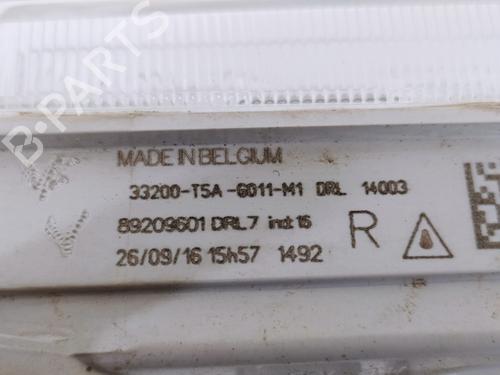 B-PARTS
MADE IN BELGIUM
33200-T5A-G011-M1 DRL 14003
89209601 DRL7 ind:16
R
26/09/16 15h57 1492